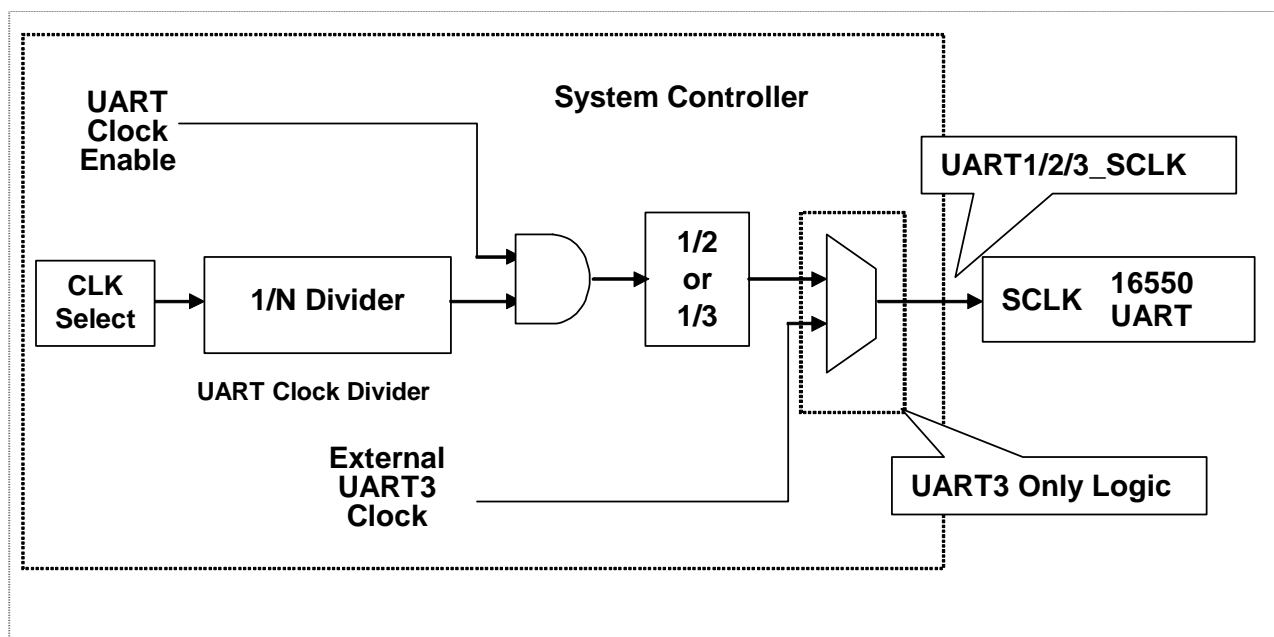 System Controller
UART
Clock
Enable
UART1/2/3_SCLK
CLK
Select
1/N Divider
1/2
or
1/3
SCLK 16550
UART
UART Clock Divider
External
UART3
Clock
UART3 Only Logic